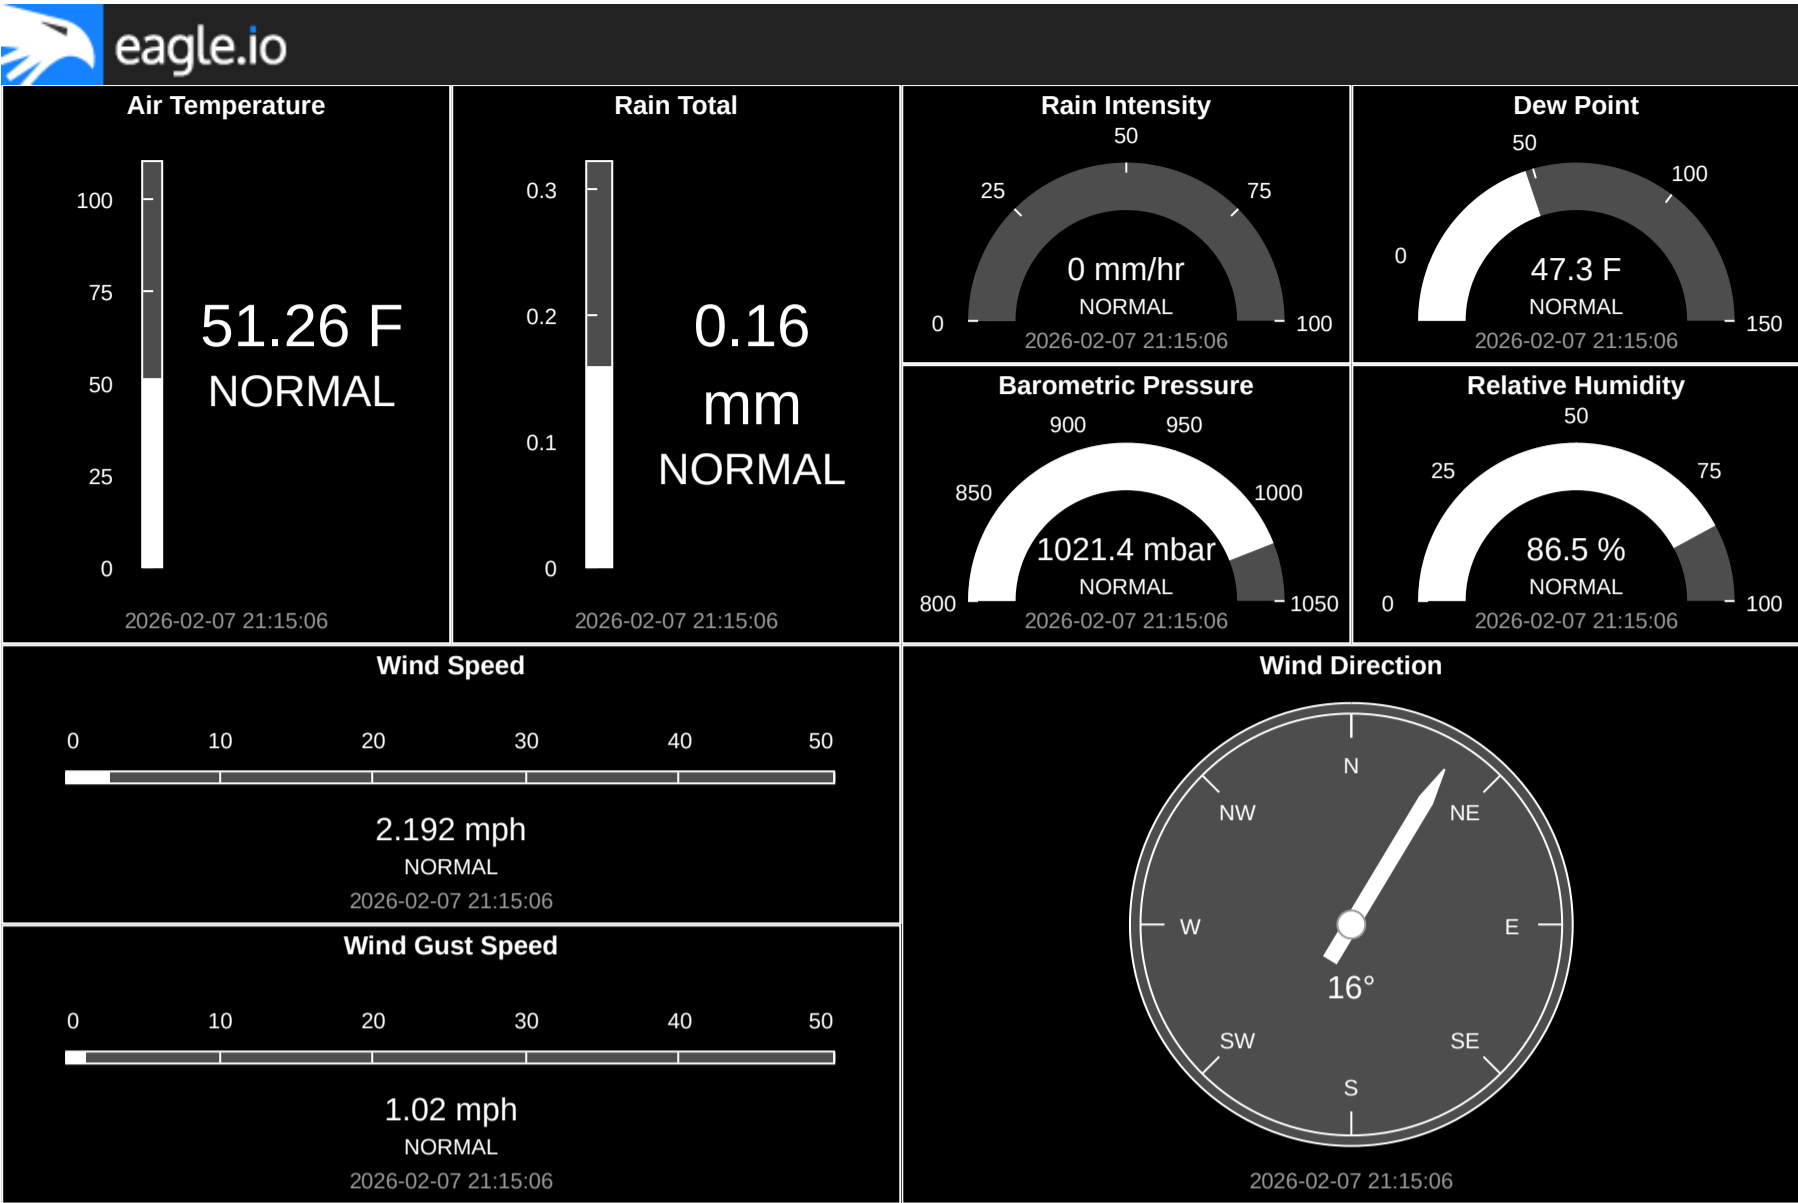 eagle.io
Air Temperature
100
75
50
25
0
51.26 F
NORMAL
2026-02-07 21:15:06
Rain Total
0.3
0.2
0.1
0
0.16
mm
NORMAL
2026-02-07 21:15:06
Rain Intensity
50
25
75
0
100
0 mm/hr
NORMAL
2026-02-07 21:15:06
Dew Point
50
100
0
150
47.3 F
NORMAL
2026-02-07 21:15:06
Barometric Pressure
900
950
850
1000
800
1050
1021.4 mbar
NORMAL
2026-02-07 21:15:06
Relative Humidity
50
25
75
0
100
86.5 %
NORMAL
2026-02-07 21:15:06
Wind Speed
0 10 20 30 40 50
2.192 mph
NORMAL
2026-02-07 21:15:06
Wind Gust Speed
0 10 20 30 40 50
1.02 mph
NORMAL
2026-02-07 21:15:06
Wind Direction
N
NW
NE
W
E
16°
SW
SE
S
2026-02-07 21:15:06